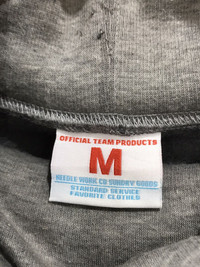 OFFICIAL TEAM PRODUCTS
M
NEEDLE WORK CO SUNDRY GOODS
STANDARD SERVICE
FAVORITE CLOTHES